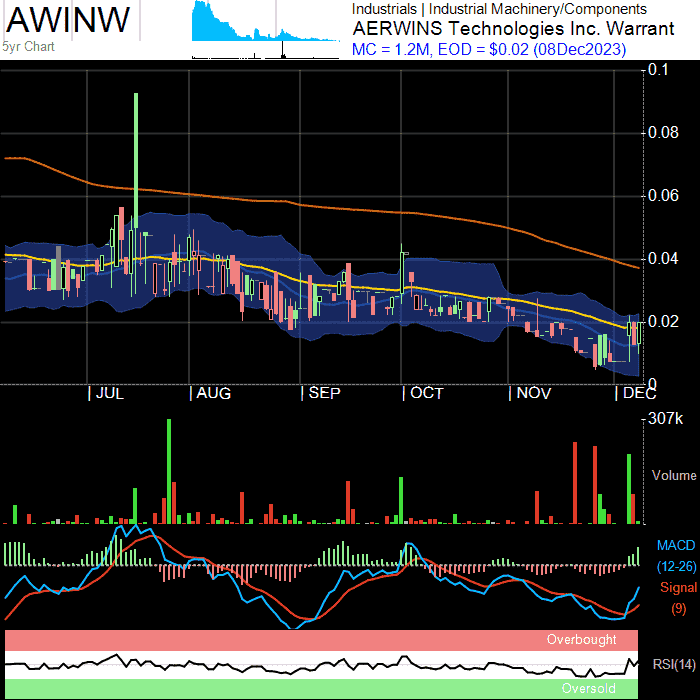 AWINW
5yr Chart
Industrials | Industrial Machinery/Components
AERWINS Technologies Inc. Warrant
MC = 1.2M, EOD = $0.02 (08Dec2023)
0.1
0.08
0.06
0.04
0.02
0
JUL
AUG
SEP
OCT
NOV
DEC
307k
Volume
MACD
(12-26)
Signal
(9)
Overbought
RSI(14)
Oversold